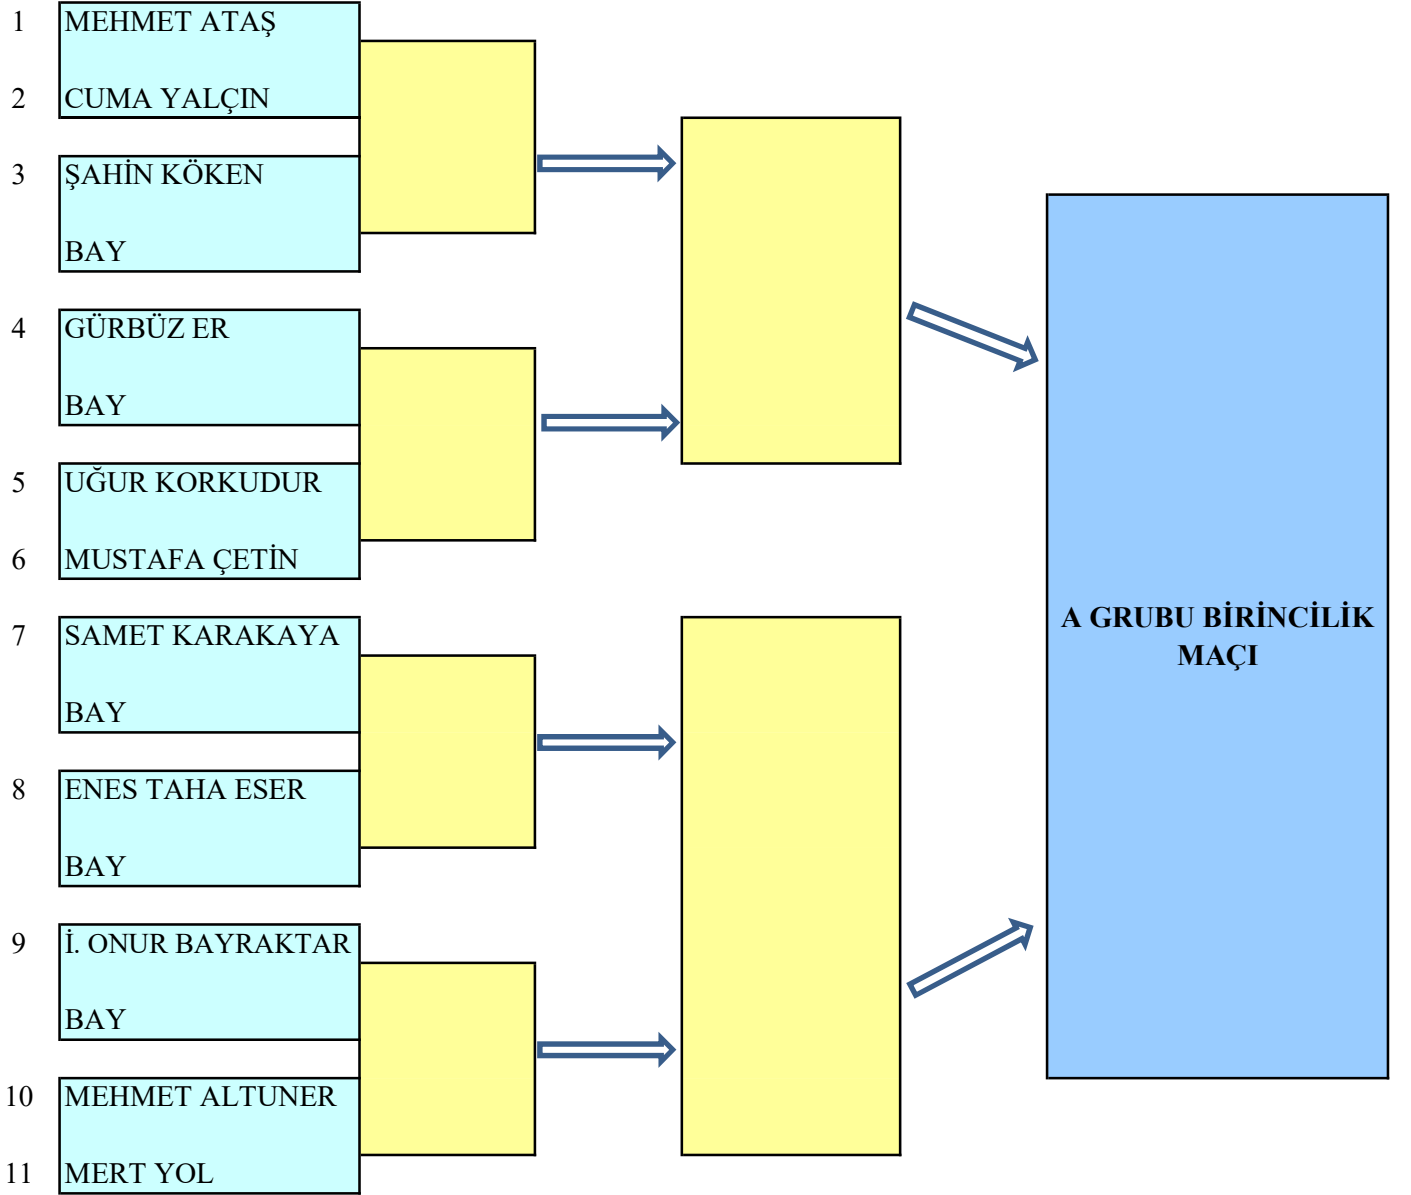 1 MEHMET ATAŞ
2 CUMA YALÇIN
3 ŞAHİN KÖKEN
BAY
4 GÜRBÜZ ER
BAY
5 UĞUR KORKUDUR
6 MUSTAFA ÇETİN
7 SAMET KARAKAYA
BAY
8 ENES TAHA ESER
BAY
9 İ. ONUR BAYRAKTAR
BAY
10 MEHMET ALTUNER
11 MERT YOL
A GRUBU BİRİNCİLİK
MAÇI